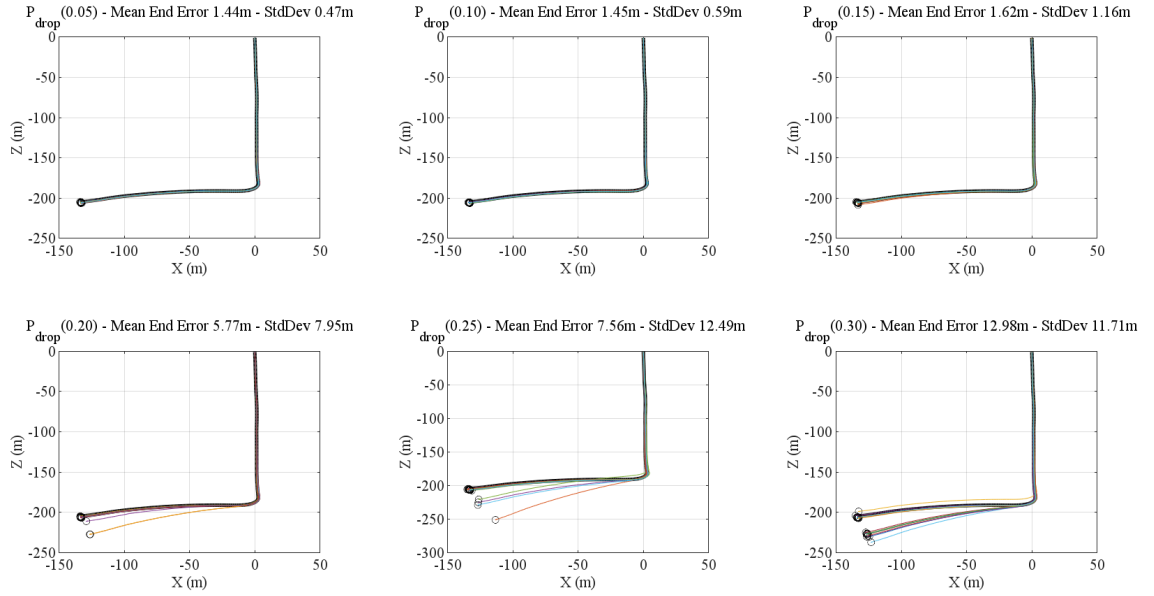 P_drop(0.05) - Mean End Error 1.44m - StdDev 0.47m
0
-50
-100
-150
-200
-250
Z (m)
-150 -100 -50 0 50
X (m)
P_drop(0.10) - Mean End Error 1.45m - StdDev 0.59m
0
-50
-100
-150
-200
-250
Z (m)
-150 -100 -50 0 50
X (m)
P_drop(0.15) - Mean End Error 1.62m - StdDev 1.16m
0
-50
-100
-150
-200
-250
Z (m)
-150 -100 -50 0 50
X (m)
P_drop(0.20) - Mean End Error 5.77m - StdDev 7.95m
0
-50
-100
-150
-200
-250
Z (m)
-150 -100 -50 0 50
X (m)
P_drop(0.25) - Mean End Error 7.56m - StdDev 12.49m
0
-50
-100
-150
-200
-250
-300
Z (m)
-150 -100 -50 0 50
X (m)
P_drop(0.30) - Mean End Error 12.98m - StdDev 11.71m
0
-50
-100
-150
-200
-250
Z (m)
-150 -100 -50 0 50
X (m)